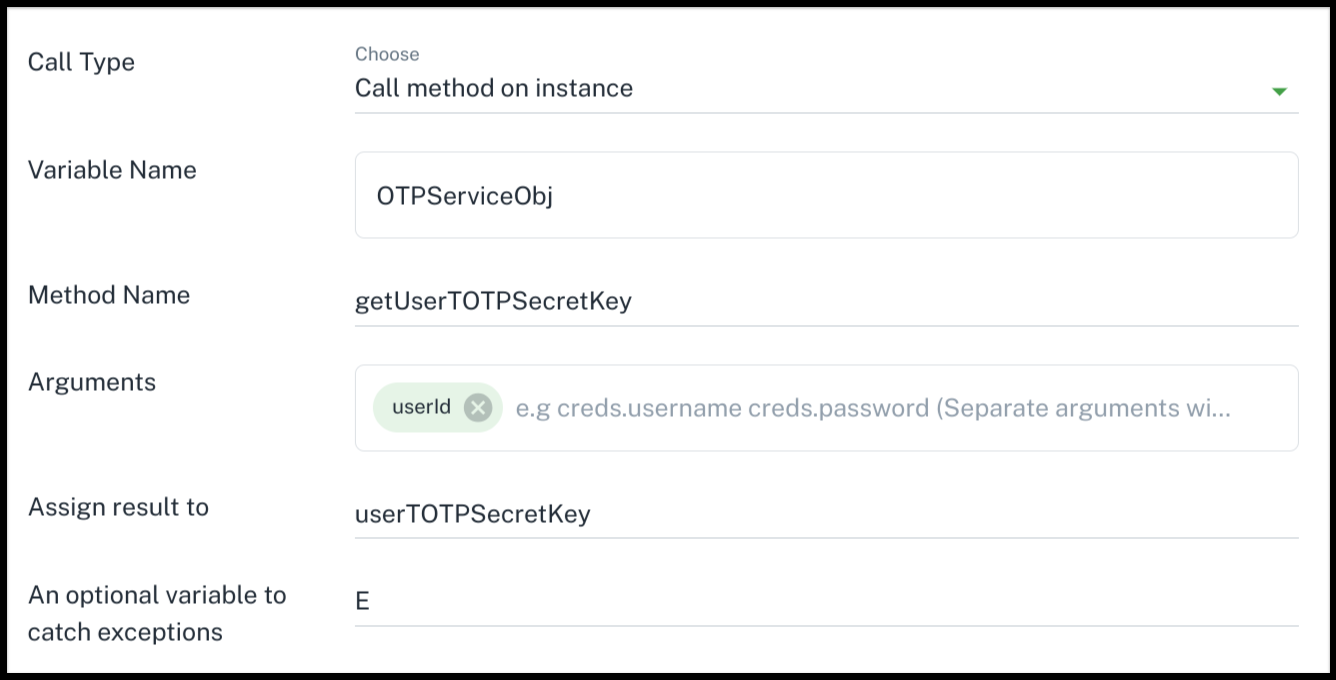 Call Type
Choose
Call method on instance
Variable Name
OTPServiceObj
Method Name
getUserTOTPSecretKey
Arguments
userId
e.g creds.username creds.password (Separate arguments wi...
Assign result to
userTOTPSecretKey
An optional variable to
catch exceptions
E